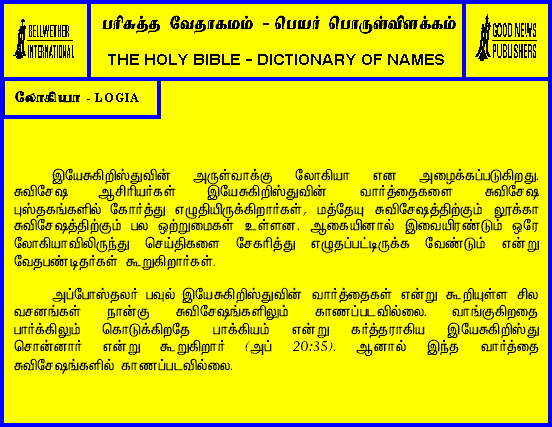 BELLWETHER
INTERNATIONAL
பரிசுத்த வேதாகமம் - பெயர் பொருள்விளக்கம்
THE HOLY BIBLE - DICTIONARY OF NAMES
GOOD NEWS
PUBLISHERS
லோகியா - LOGIA
இயேசுகிறிஸ்துவின் அருள்வாக்கு லோகியா என அழைக்கப்படுகிறது.
சுவிசேஷ ஆசிரியர்கள் இயேசுகிறிஸ்துவின் வார்த்தைகளை சுவிசேஷ
புஸ்தகங்களில் கோர்த்து எழுதியிருக்கிறார்கள், மத்தேயு சுவிசேஷத்திற்கும் லூக்கா
சுவிசேஷத்திற்கும் பல ஒற்றுமைகள் உள்ளன. ஆகையினால் இவையிரண்டும் ஒரே
லோகியாவிலிருந்து செய்திகளை சேகரித்து எழுதப்பட்டிருக்க வேண்டும் என்று
வேதபண்டிதர்கள் கூறுகிறார்கள்.
அப்போஸ்தலர் பவுல் இயேசுகிறிஸ்துவின் வார்த்தைகள் என்று கூறியுள்ள சில
வசனங்கள் நான்கு சுவிசேஷங்களிலும் காணப்படவில்லை. வாங்குகிறதை
பார்க்கிலும் கொடுக்கிறதே பாக்கியம் என்று கர்த்தராகிய இயேசுகிறிஸ்து
சொன்னார் என்று கூறுகிறார் (அப் 20:35). ஆனால் இந்த வார்த்தை
சுவிசேஷங்களில் காணப்படவில்லை.